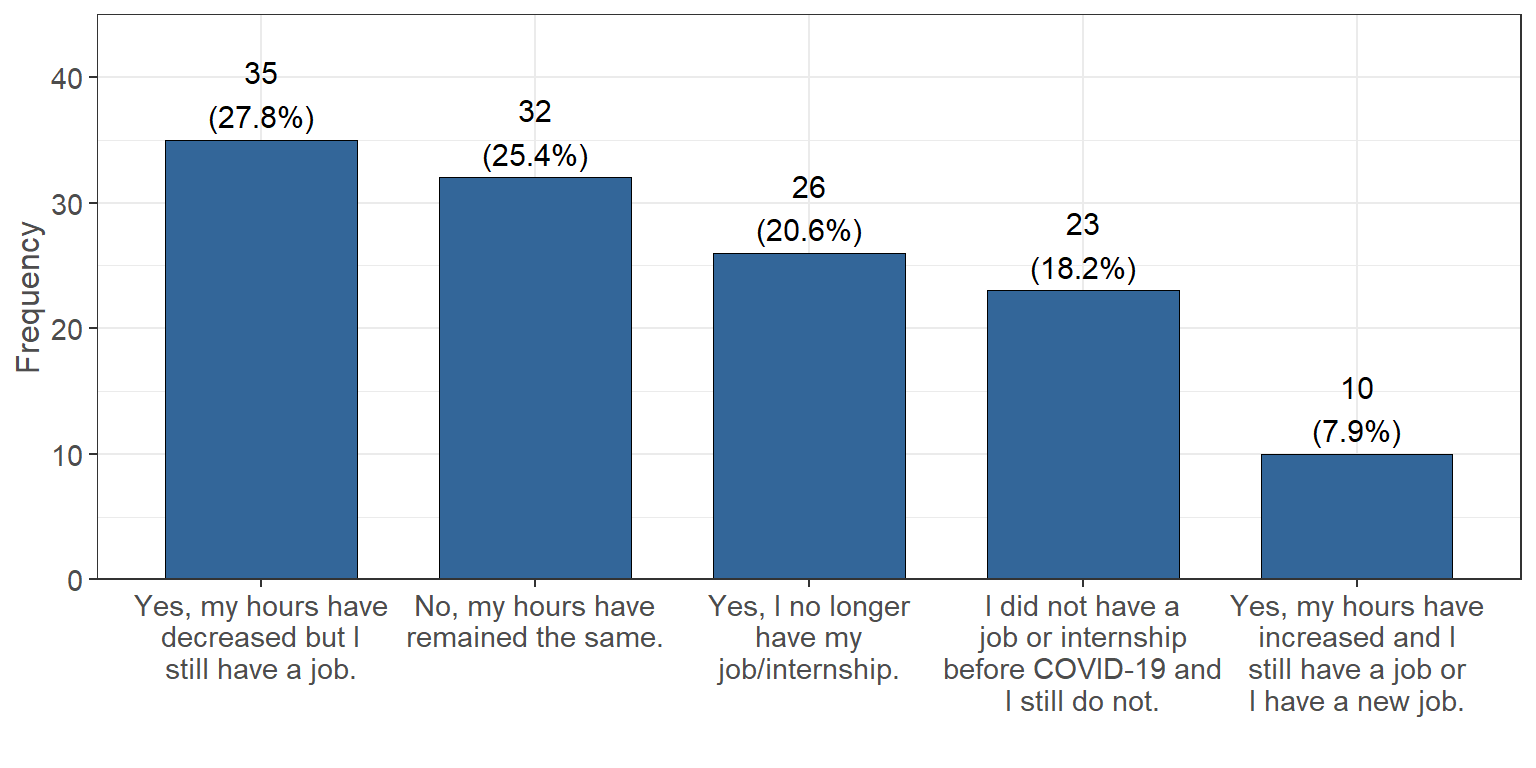 Frequency
40
30
20
10
0
35
(27.8%)
32
(25.4%)
26
(20.6%)
23
(18.2%)
10
(7.9%)
Yes, my hours have
decreased but I
still have a job.
No, my hours have
remained the same.
Yes, I no longer
have my
job/internship.
I did not have a
job or internship
before COVID-19 and
I still do not.
Yes, my hours have
increased and I
still have a job or
I have a new job.